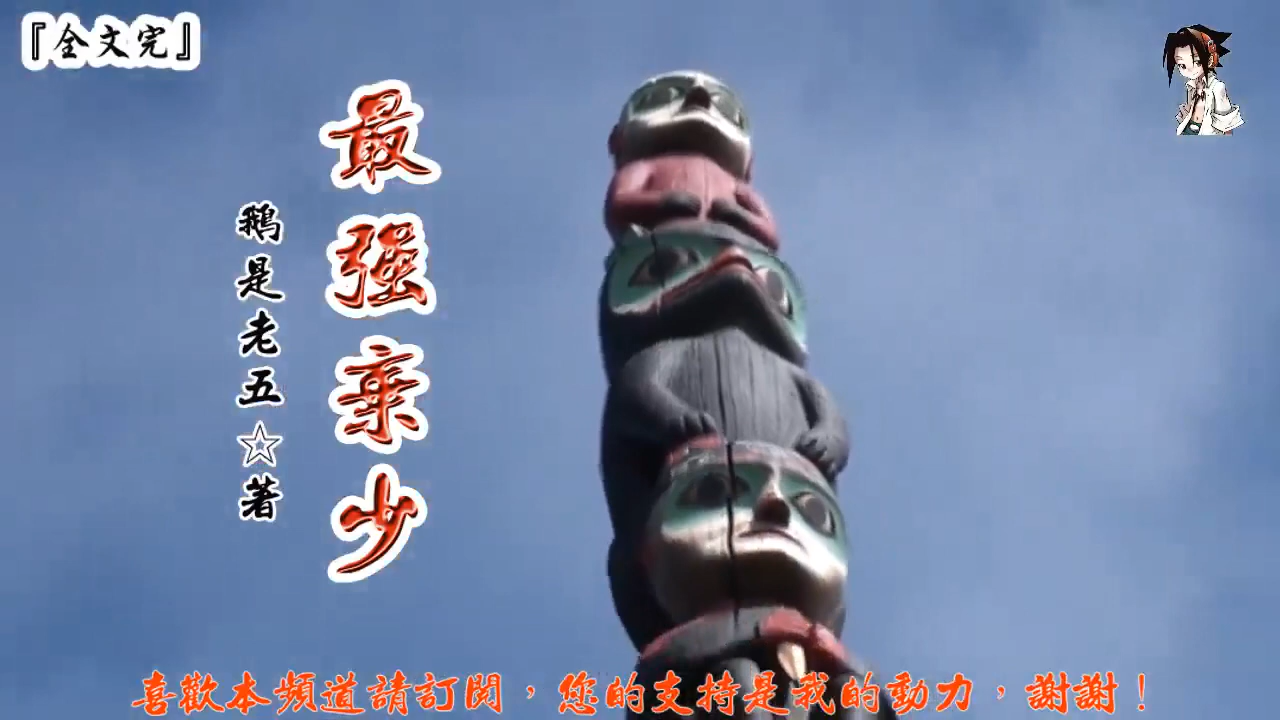 『全文完』
最强棄少
鵝是老五☆著
喜歡本頻道請訂閱，您的支持是我的動力，謝謝！